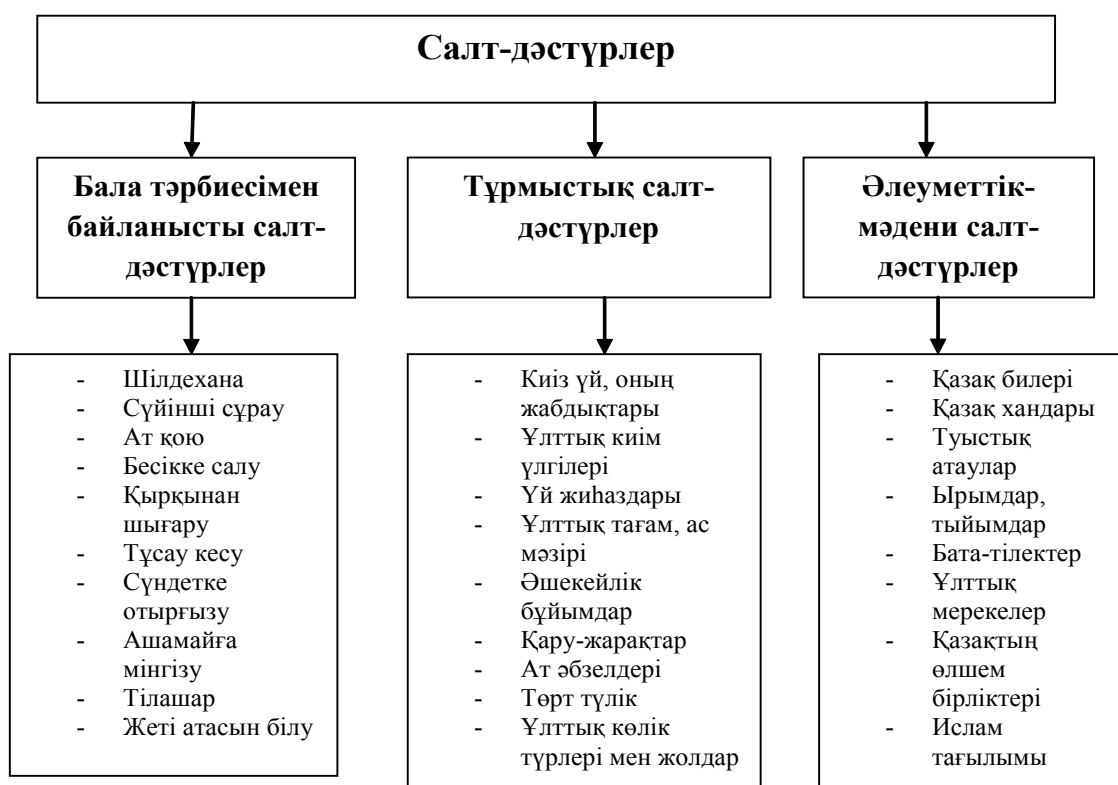 Салт-дәстүрлер
Бала тәрбиесімен
байланысты салт-
дәстүрлер
Тұрмыстық салт-
дәстүрлер
Әлеуметтік-
мәдени салт-
дәстүрлер
- Шілдехана
- Сүйінші сұрау
- Ат қою
- Бесікке салу
- Қырқынан
шығару
- Тұсау кесу
- Сүндетке
отырғызу
- Ашамайға
мінгізу
- Тілашар
- Жеті атасын білу
- Киіз үй, оның
жабдықтары
- Ұлттық киім
үлгілері
- Үй жиһаздары
- Ұлттық тағам, ас
мәзірі
- Әшекейлік
бұйымдар
- Қару-жарақтар
- Ат әбзелдері
- Төрт түлік
- Ұлттық көлік
түрлері мен жолдар
- Қазақ билері
- Қазақ хандары
- Туыстық
атаулар
- Ырымдар,
тыйымдар
- Бата-тілектер
- Ұлттық
мерекелер
- Қазақтың
өлшем
бірліктері
- Ислам
тағылымы